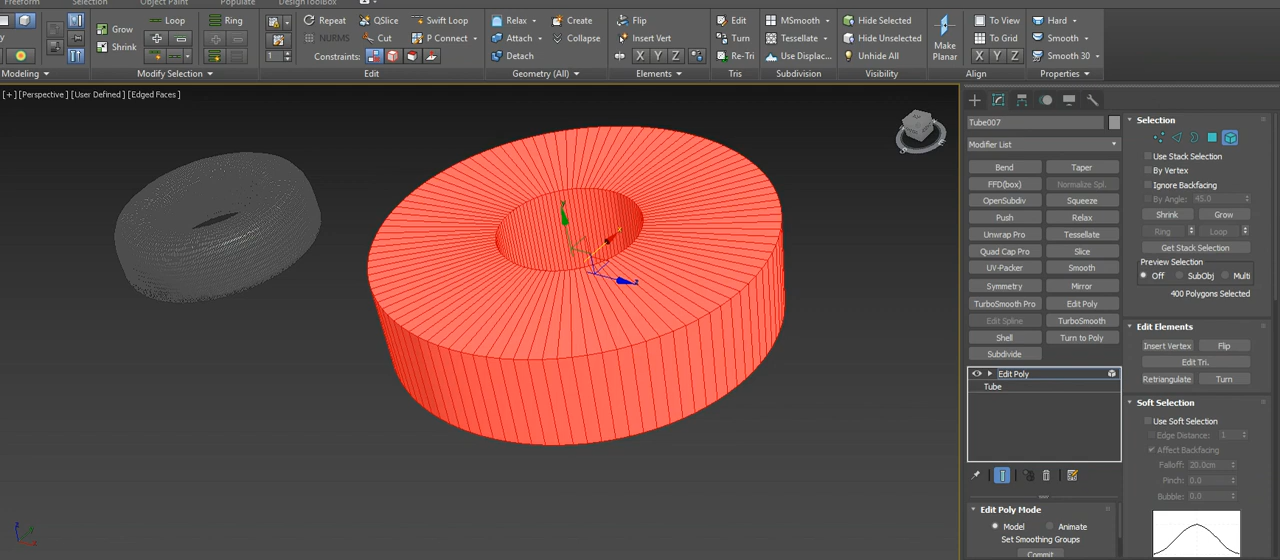 Freeform Selection Object Paint Populate DesignToolBox
Loop Ring Repeat QSlice Swift Loop Relax Create Flip Edit MSmooth Hide Selected To View Hard
Grow NURMS Cut P Connect Attach Collapse Insert Vert Turn Tessellate Hide Unselected Make Planar To Grid Smooth
Shrink 1 Constraints: Detach X Y Z Re-Tri Use Displac... Unhide All X Y Z Smooth 30
Modeling Modify Selection Edit Geometry (All) Elements Tris Subdivision Visibility Align Properties
[+] [Perspective] [User Defined] [Edged Faces]
Tube007
Modifier List
Bend Taper
FFD(box) Normalize Spl.
OpenSubdiv Squeeze
Push Relax
Unwrap Pro Tessellate
Quad Cap Pro Slice
UV-Packer Smooth
Symmetry Mirror
TurboSmooth Pro Edit Poly
Edit Spline TurboSmooth
Shell Turn to Poly
Subdivide
Edit Poly
Tube
Edit Poly Mode
Model Animate
Set Smoothing Groups
Commit
Selection
Use Stack Selection
By Vertex
Ignore Backfacing
By Angle: 45.0
Shrink Grow
Ring Loop
Get Stack Selection
Preview Selection
Off SubObj Multi
400 Polygons Selected
Edit Elements
Insert Vertex Flip
Edit Tri.
Retriangulate Turn
Soft Selection
Use Soft Selection
Edge Distance: 1
Affect Backfacing
Falloff: 20.0cm
Pinch: 0.0
Bubble: 0.0
y
x
z
z